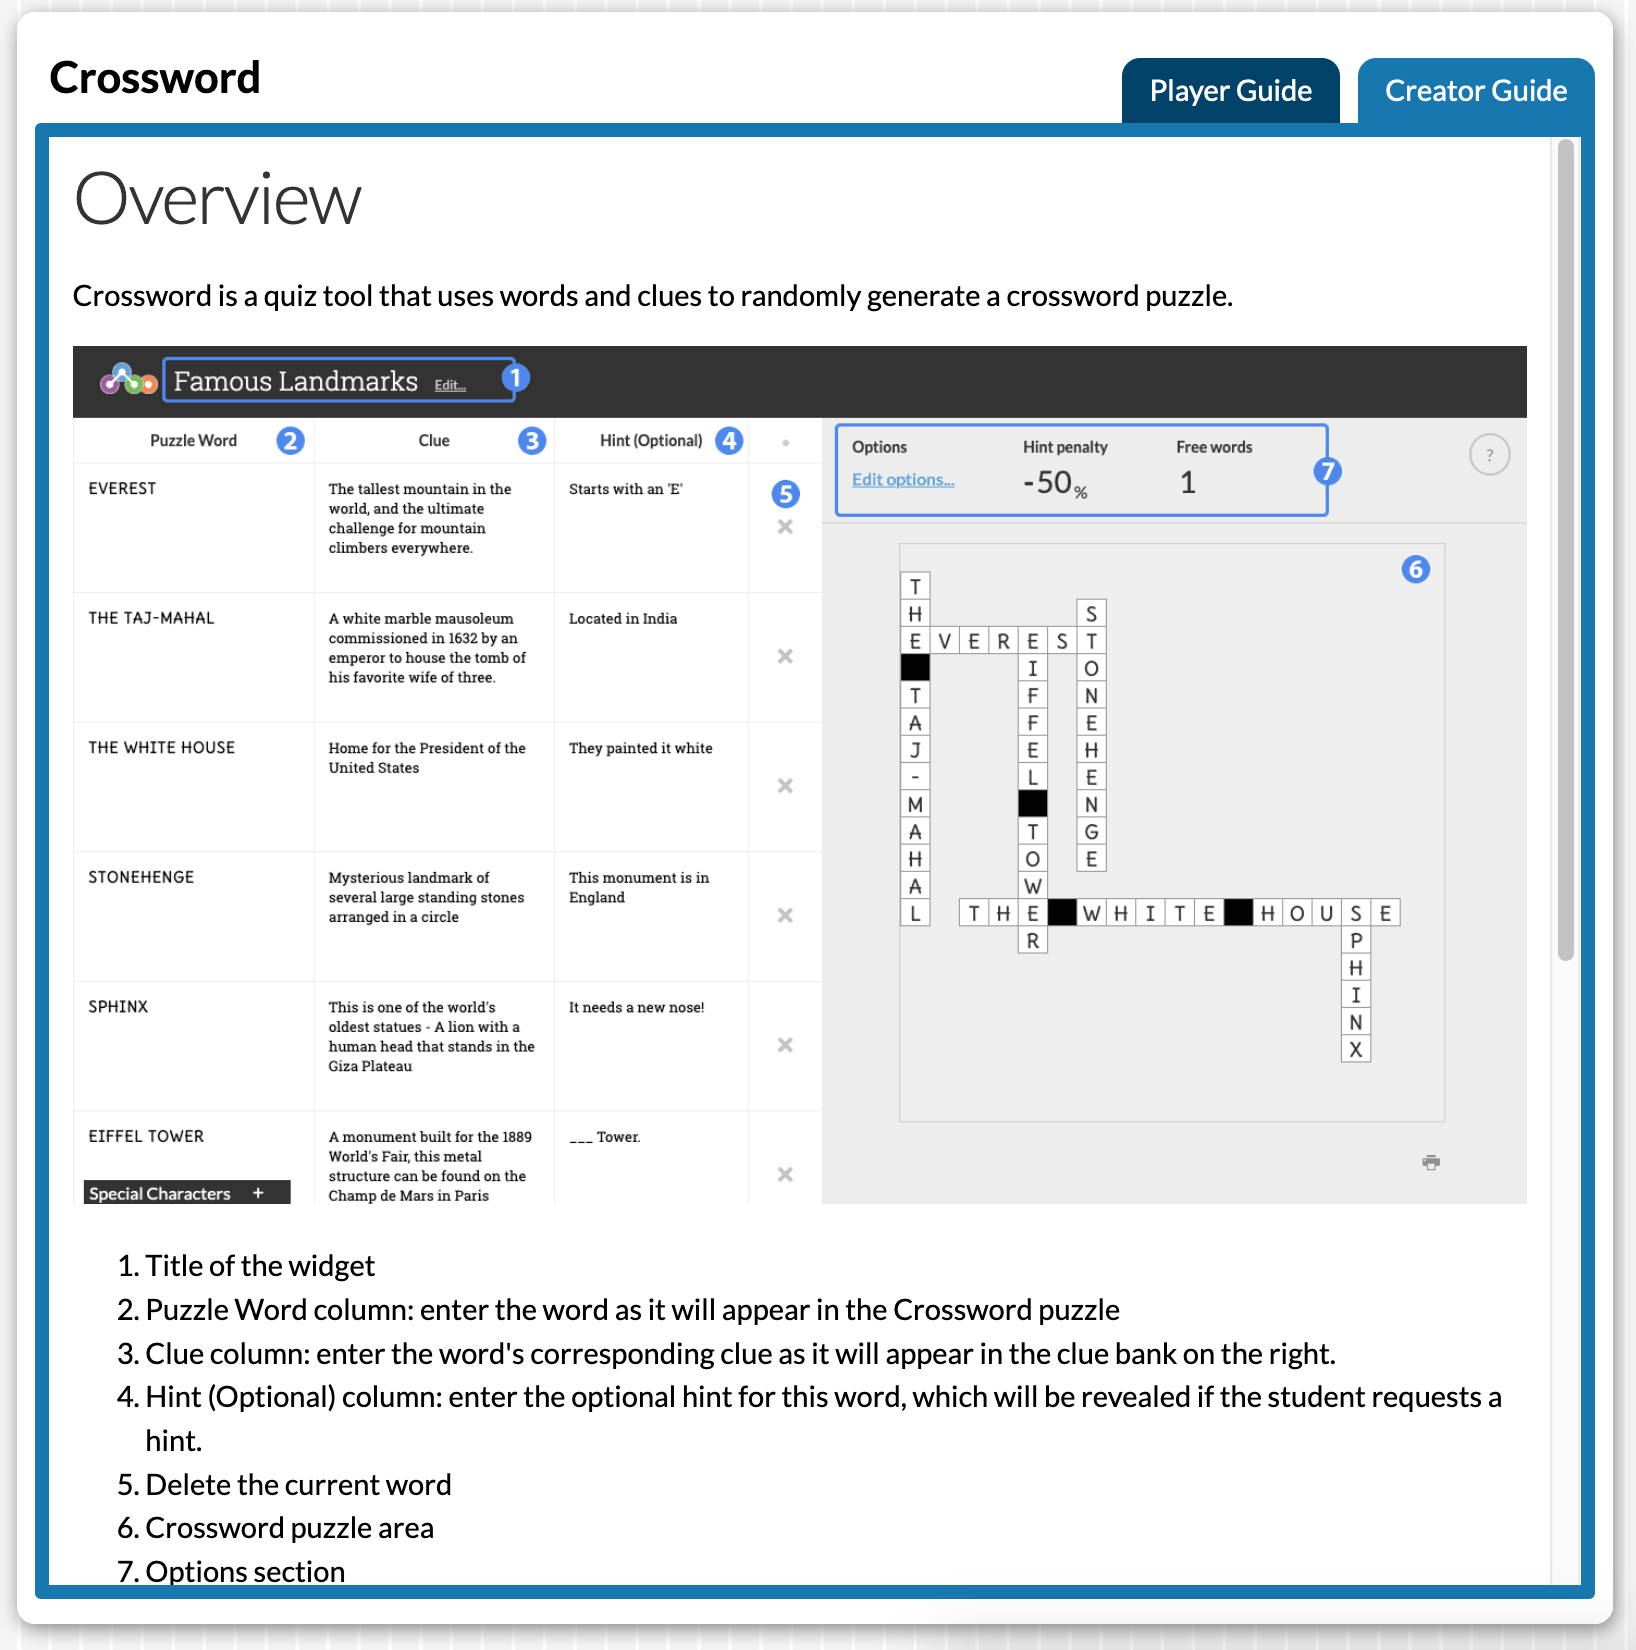 Crossword
Player Guide
Creator Guide
Overview
Crossword is a quiz tool that uses words and clues to randomly generate a crossword puzzle.
Famous Landmarks Edit... 1
Puzzle Word 2 Clue 3 Hint (Optional) 4
EVEREST
The tallest mountain in the
world, and the ultimate
challenge for mountain
climbers everywhere.
Starts with an 'E'
5
×
THE TAJ-MAHAL
A white marble mausoleum
commissioned in 1632 by an
emperor to house the tomb of
his favorite wife of three.
Located in India
×
THE WHITE HOUSE
Home for the President of the
United States
They painted it white
×
STONEHENGE
Mysterious landmark of
several large standing stones
arranged in a circle
This monument is in
England
×
SPHINX
This is one of the world's
oldest statues - A lion with a
human head that stands in the
Giza Plateau
It needs a new nose!
×
EIFFEL TOWER
A monument built for the 1889
World's Fair, this metal
structure can be found on the
Champ de Mars in Paris
___ Tower.
×
Special Characters +
Options Hint penalty Free words
Edit options... -50% 1
7
?
6
T
H S
E V E R E S T
I O
T F N
A F E
J E H
- L E
M N
A T G
H O E
A W
L T H E W H I T E H O U S E
R P
H
I
N
X
1. Title of the widget
2. Puzzle Word column: enter the word as it will appear in the Crossword puzzle
3. Clue column: enter the word's corresponding clue as it will appear in the clue bank on the right.
4. Hint (Optional) column: enter the optional hint for this word, which will be revealed if the student requests a
hint.
5. Delete the current word
6. Crossword puzzle area
7. Options section